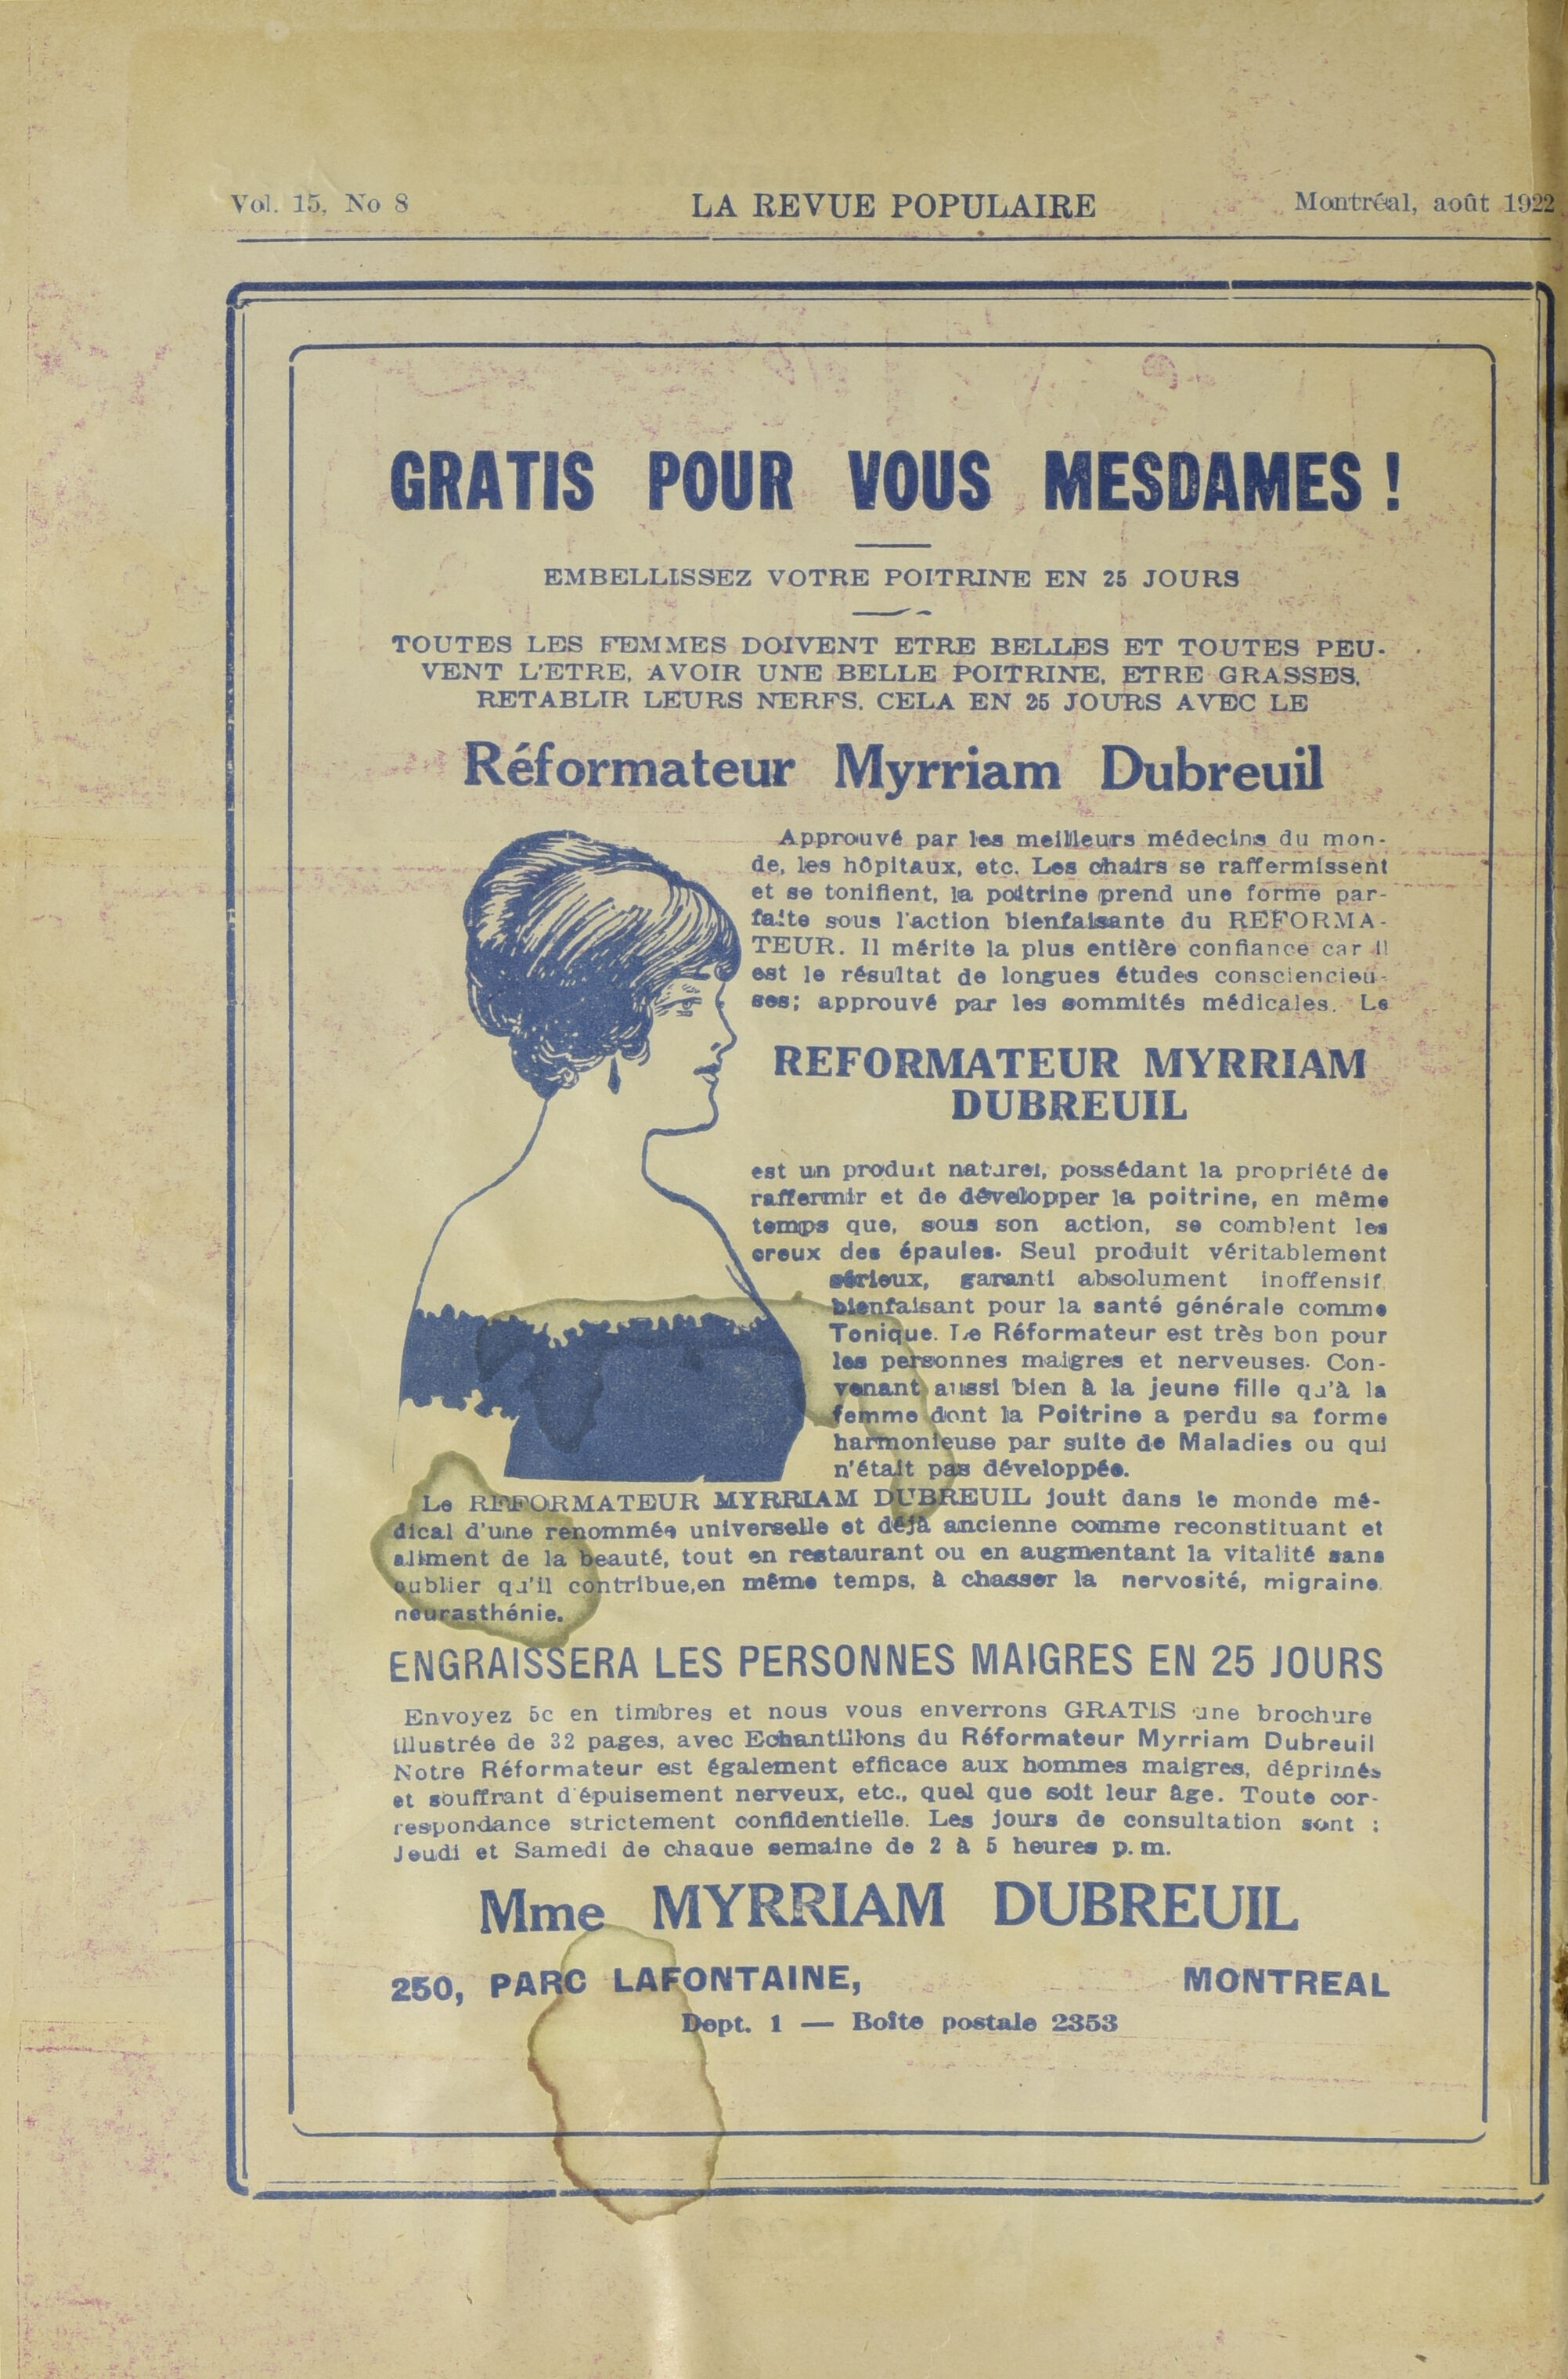 Vol. 15, No 8 LA REVUE POPULAIRE Montréal, août 1922
GRATIS POUR VOUS MESDAMES !
EMBELLISSEZ VOTRE POITRINE EN 25 JOURS
TOUTES LES FEMMES DOIVENT ETRE BELLES ET TOUTES PEU-
VENT L'ETRE, AVOIR UNE BELLE POITRINE, ETRE GRASSES,
RETABLIR LEURS NERFS. CELA EN 25 JOURS AVEC LE
Réformateur Myrriam Dubreuil
Approuvé par les meilleurs médecins du mon-
de, les hôpitaux, etc. Les chairs se raffermissent
et se tonifient, la poitrine prend une forme par-
faite sous l'action bienfaisante du REFORMA-
TEUR. Il mérite la plus entière confiance car il
est le résultat de longues études consciencieu-
ses; approuvé par les sommités médicales. Le
REFORMATEUR MYRRIAM
DUBREUIL
est un produit naturel, possédant la propriété de
raffermir et de développer la poitrine, en même
temps que, sous son action, se comblent les
creux des épaules. Seul produit véritablement
sérieux, garanti absolument inoffensif
bienfaisant pour la santé générale comme
Tonique. Le Réformateur est très bon pour
les personnes maigres et nerveuses. Con-
venant aussi bien à la jeune fille qu'à la
femme dont la Poitrine a perdu sa forme
harmonieuse par suite de Maladies ou qui
n'était pas développée.
Le REFORMATEUR MYRRIAM DUBREUIL jouit dans le monde mé-
dical d'une renommée universelle et déjà ancienne comme reconstituant et
aliment de la beauté, tout en restaurant ou en augmentant la vitalité sans
oublier qu'il contribue,en même temps, à chasser la nervosité, migraine
neurasthénie.
ENGRAISSERA LES PERSONNES MAIGRES EN 25 JOURS
Envoyez 5c en timbres et nous vous enverrons GRATIS une brochure
illustrée de 32 pages, avec Echantillons du Réformateur Myrriam Dubreuil
Notre Réformateur est également efficace aux hommes maigres, déprimés
et souffrant d'épuisement nerveux, etc., quel que soit leur âge. Toute cor-
respondance strictement confidentielle. Les jours de consultation sont :
Jeudi et Samedi de chaque semaine de 2 à 5 heures p. m.
Mme MYRRIAM DUBREUIL
250, PARC LAFONTAINE, MONTREAL
Dept. 1 — Boîte postale 2353